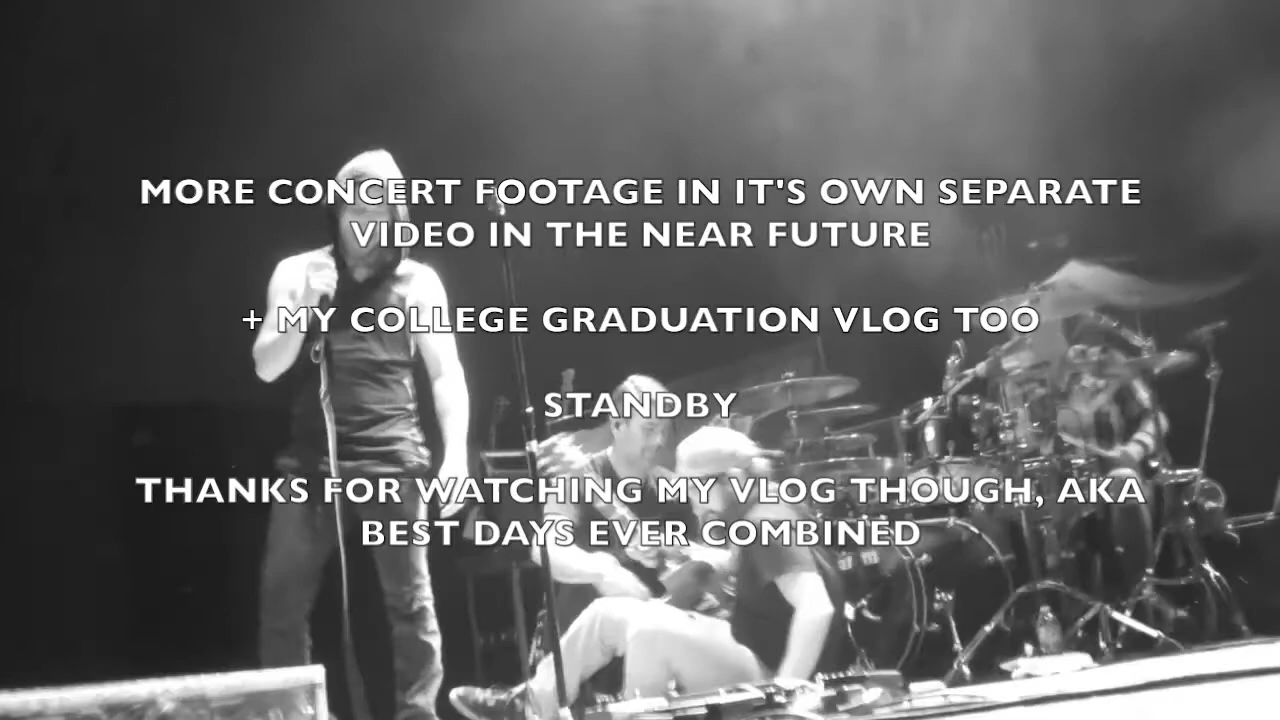 MORE CONCERT FOOTAGE IN IT'S OWN SEPARATE
VIDEO IN THE NEAR FUTURE
+ MY COLLEGE GRADUATION VLOG TOO
STANDBY
THANKS FOR WATCHING MY VLOG THOUGH, AKA
BEST DAYS EVER COMBINED